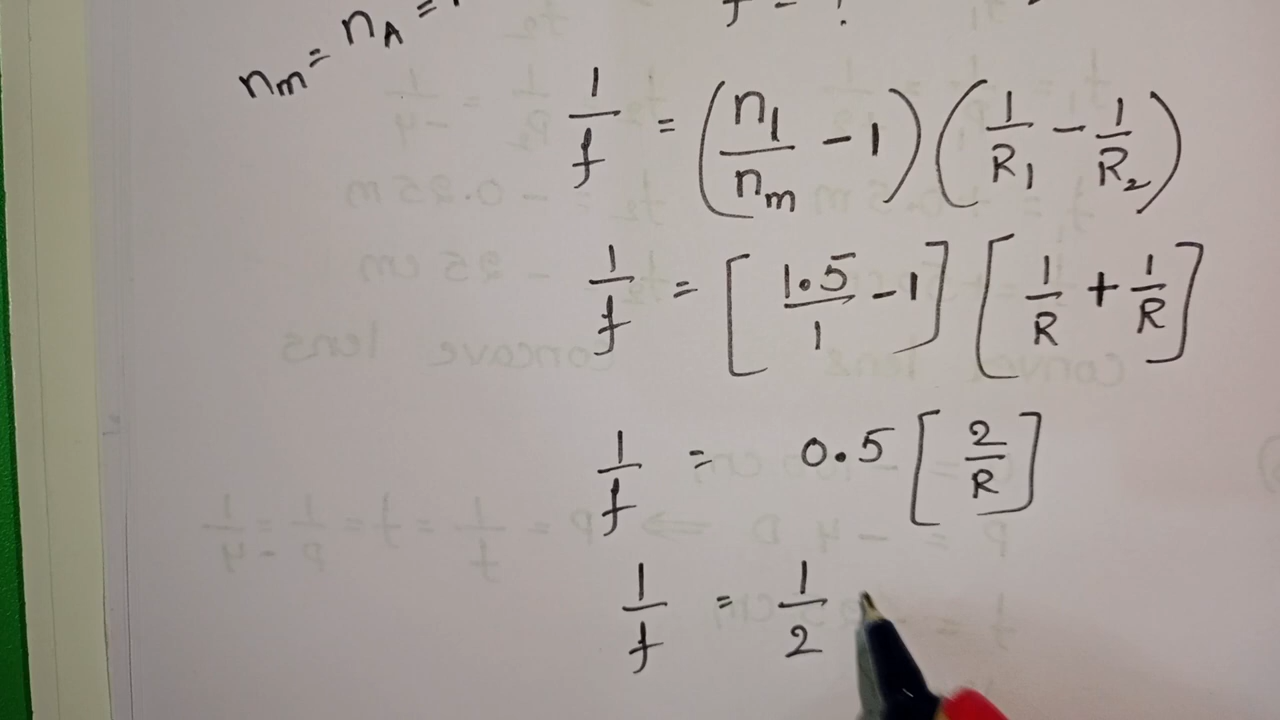 n_m = n_A =
f = ?
1/f = (n_1/n_m - 1) (1/R_1 - 1/R_2)
1/f = [1.5/1 - 1] [1/R + 1/R]
1/f = 0.5 [2/R]
1/f = 1/2